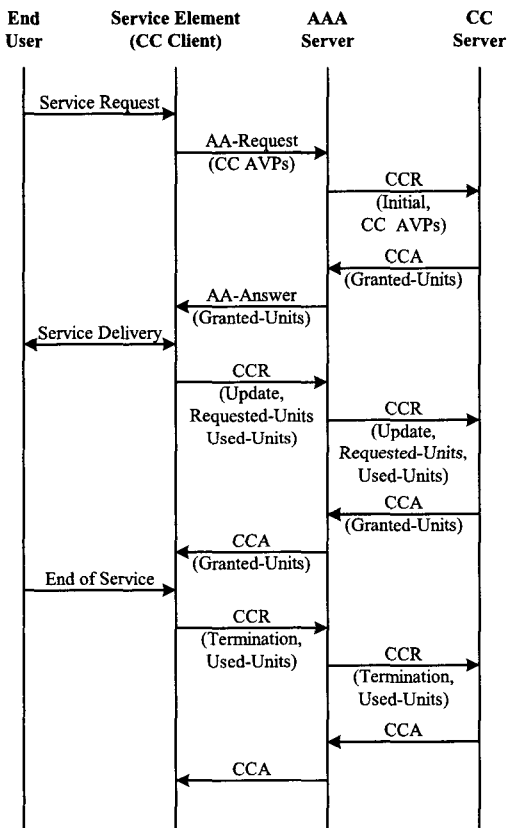 End User
Service Element (CC Client)
AAA Server
CC Server
Service Request
AA-Request
(CC AVPs)
CCR
(Initial,
CC AVPs)
CCA
(Granted-Units)
AA-Answer
(Granted-Units)
Service Delivery
CCR
(Update,
Requested-Units
Used-Units)
CCR
(Update,
Requested-Units,
Used-Units)
CCA
(Granted-Units)
CCA
(Granted-Units)
End of Service
CCR
(Termination,
Used-Units)
CCR
(Termination,
Used-Units)
CCA
CCA